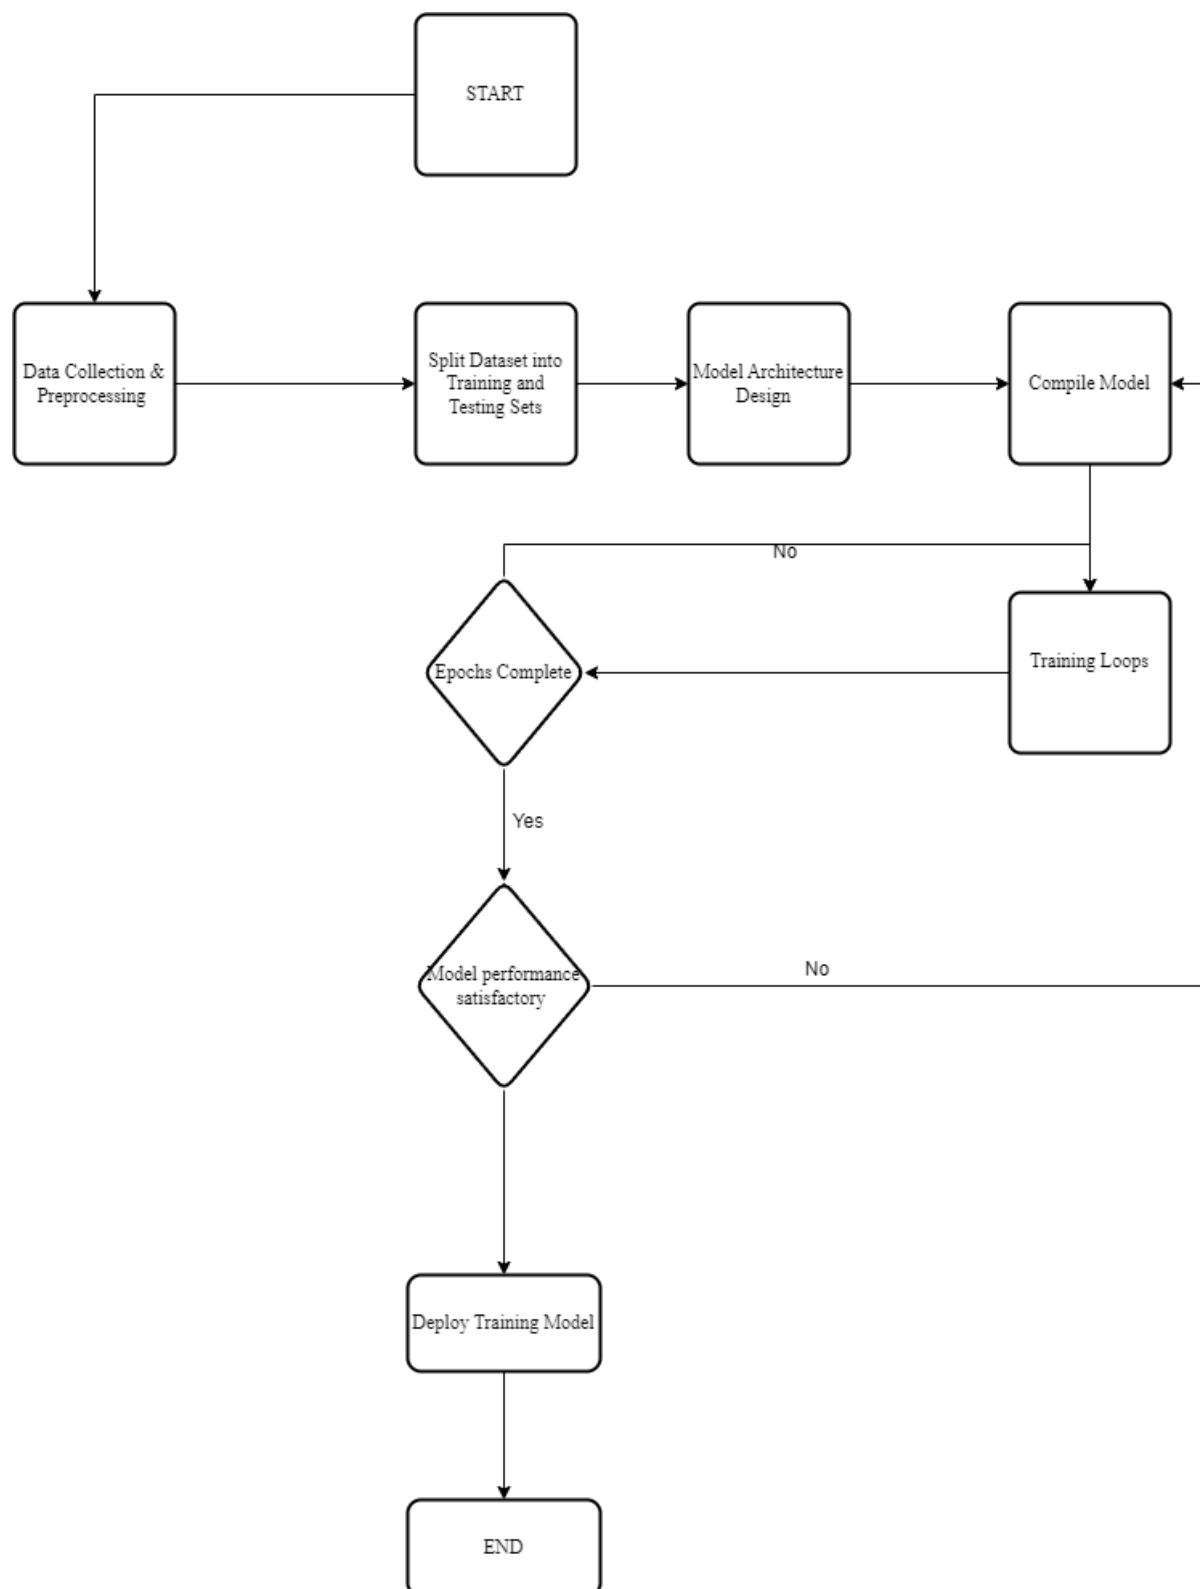 START
Data Collection &
Preprocessing
Split Dataset into
Training and
Testing Sets
Model Architecture
Design
Compile Model
No
Epochs Complete
Training Loops
Yes
Model performance
satisfactory
No
Deploy Training Model
END